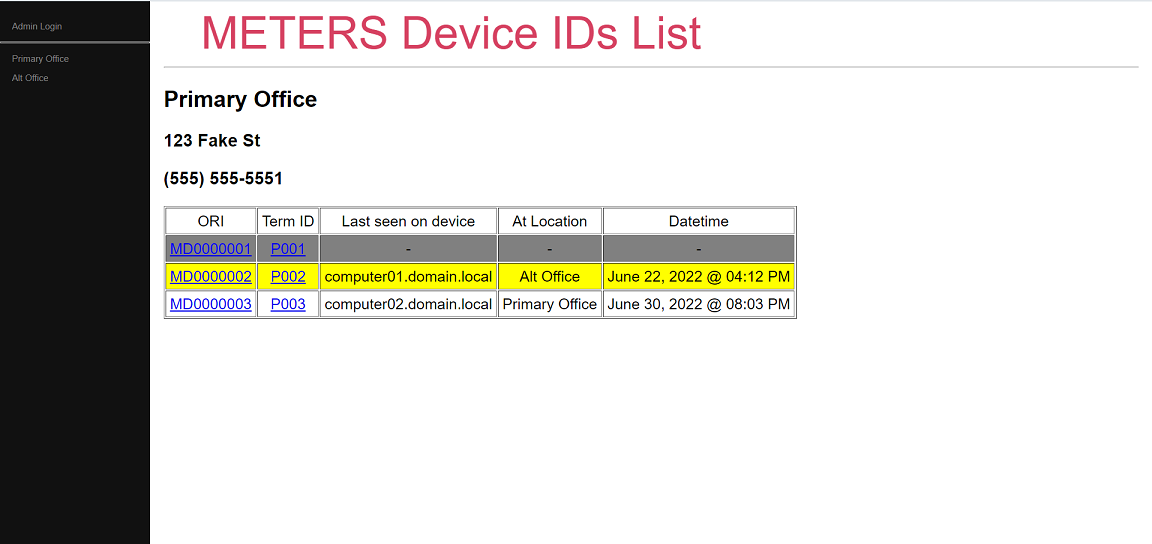 Admin Login
Primary Office
Alt Office
METERS Device IDs List
Primary Office
123 Fake St
(555) 555-5551
ORI Term ID Last seen on device At Location Datetime
MD0000001 P001 - - -
MD0000002 P002 computer01.domain.local Alt Office June 22, 2022 @ 04:12 PM
MD0000003 P003 computer02.domain.local Primary Office June 30, 2022 @ 08:03 PM